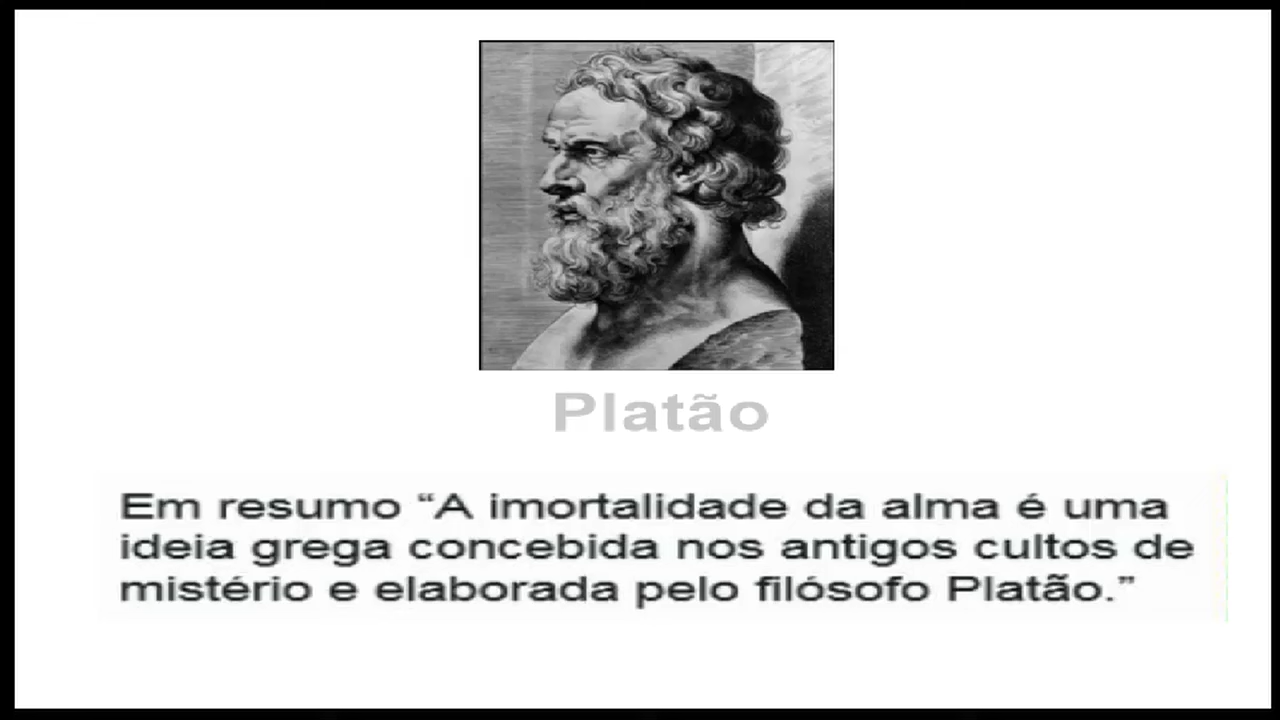 Platão
Em resumo “A imortalidade da alma é uma
ideia grega concebida nos antigos cultos de
mistério e elaborada pelo filósofo Platão.”